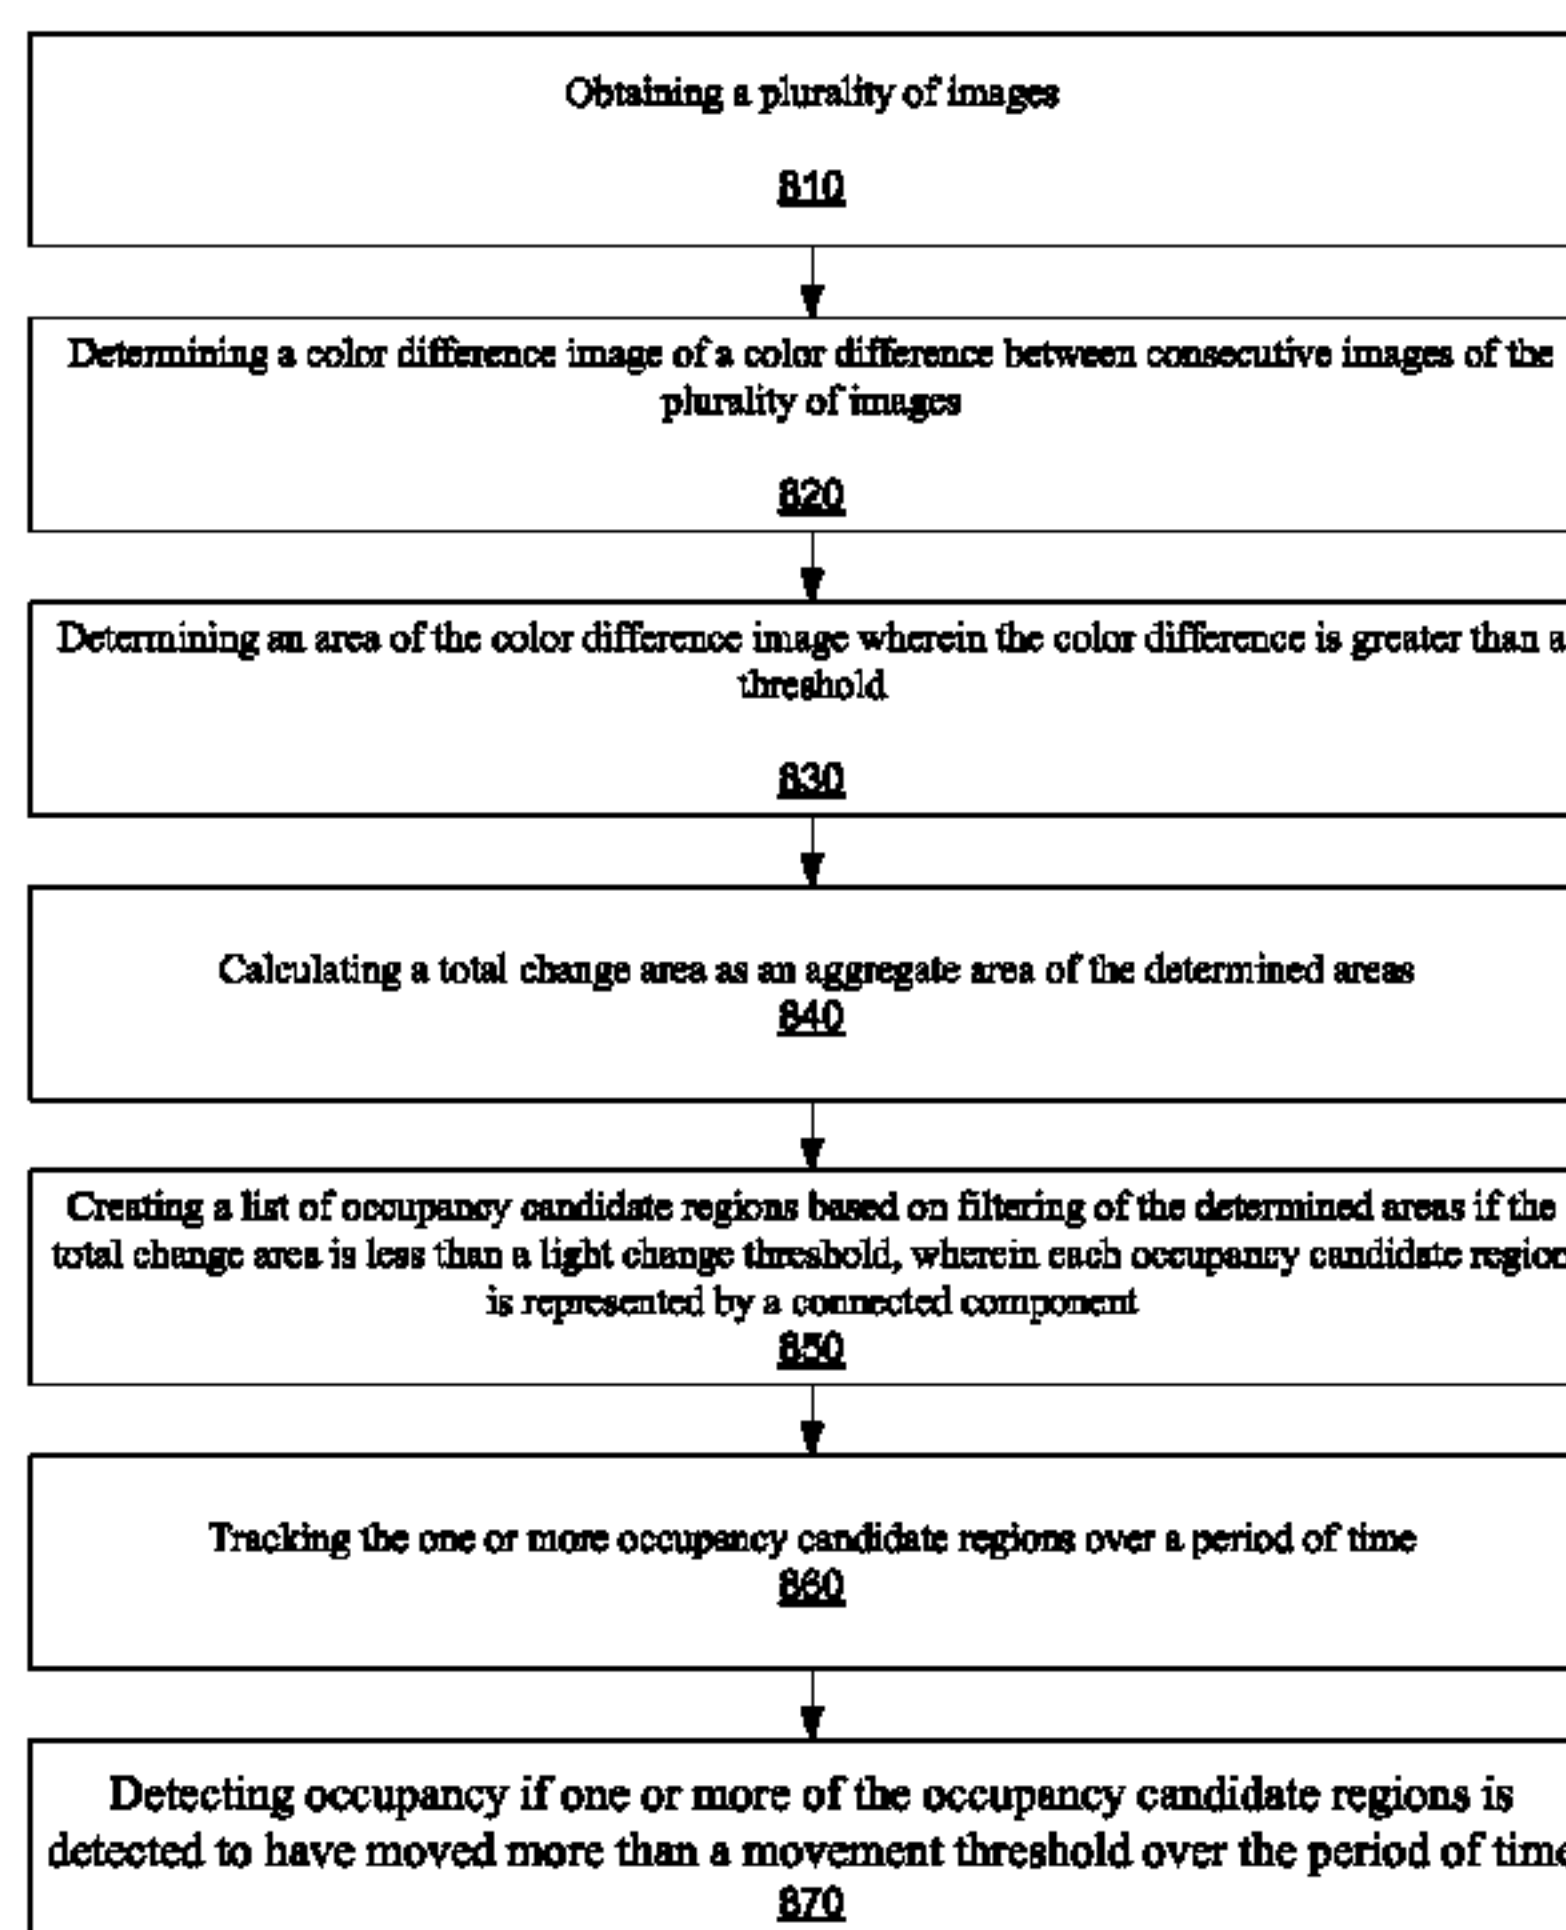 Obtaining a plurality of images
810
Determining a color difference image of a color difference between consecutive images of the
plurality of images
820
Determining an area of the color difference image wherein the color difference is greater than a
threshold
830
Calculating a total change area as an aggregate area of the determined areas
840
Creating a list of occupancy candidate regions based on filtering of the determined areas if the
total change area is less than a light change threshold, wherein each occupancy candidate region
is represented by a connected component
850
Tracking the one or more occupancy candidate regions over a period of time
860
Detecting occupancy if one or more of the occupancy candidate regions is
detected to have moved more than a movement threshold over the period of time
870